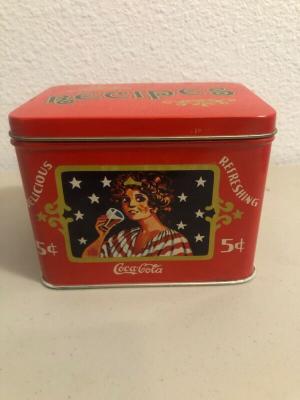 Recipes
DELICIOUS
REFRESHING
5¢
5¢
Coca-Cola